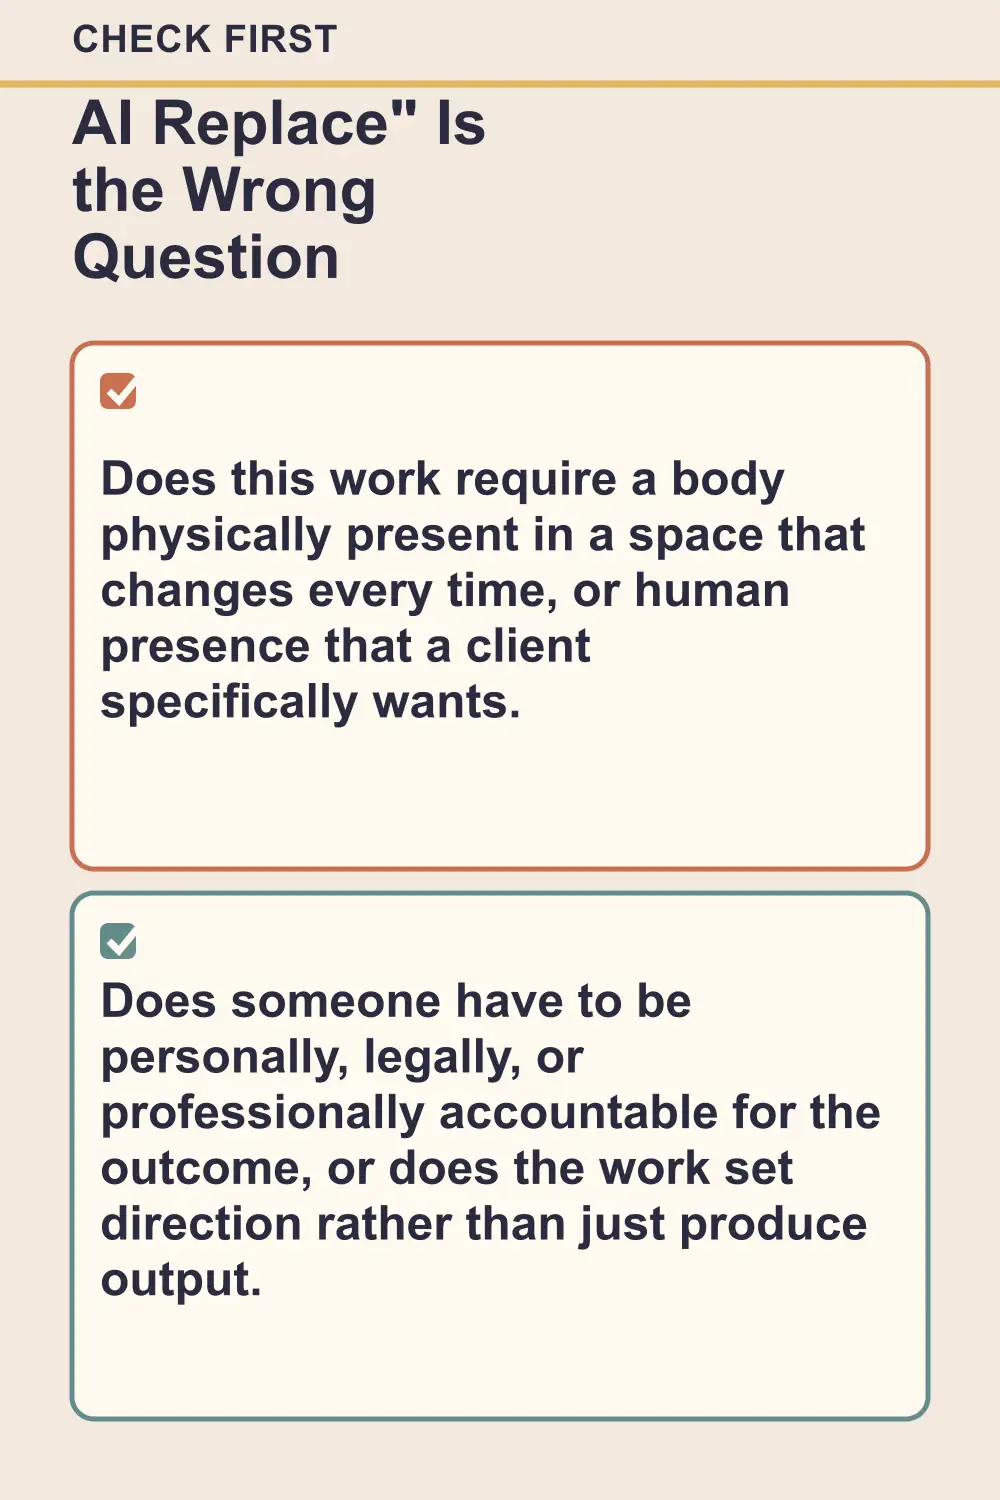 CHECK FIRST
AI Replace" Is
the Wrong
Question
Does this work require a body
physically present in a space that
changes every time, or human
presence that a client
specifically wants.
Does someone have to be
personally, legally, or
professionally accountable for the
outcome, or does the work set
direction rather than just produce
output.